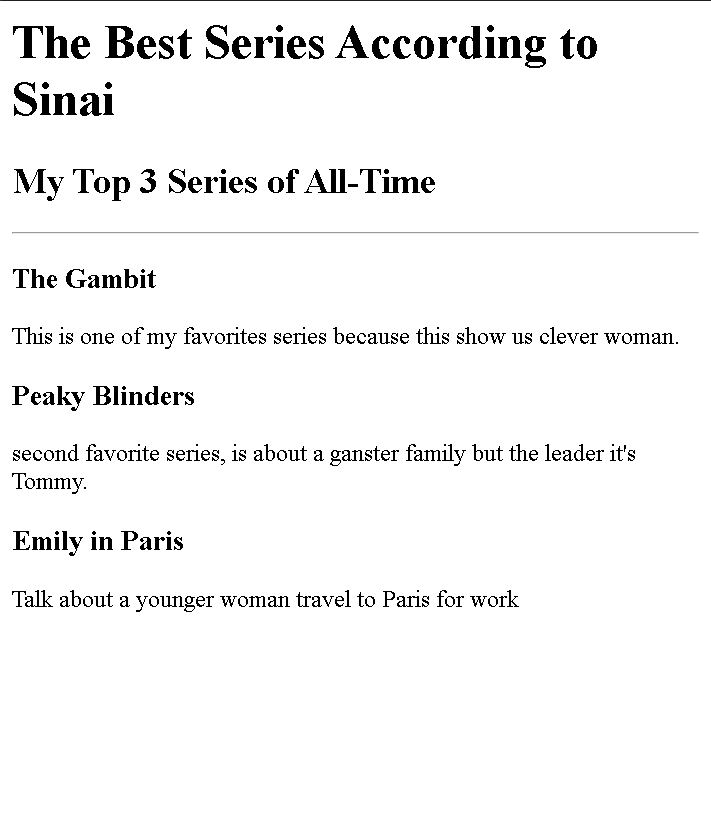 The Best Series According to
Sinai
My Top 3 Series of All-Time
The Gambit
This is one of my favorites series because this show us clever woman.
Peaky Blinders
second favorite series, is about a ganster family but the leader it's
Tommy.
Emily in Paris
Talk about a younger woman travel to Paris for work